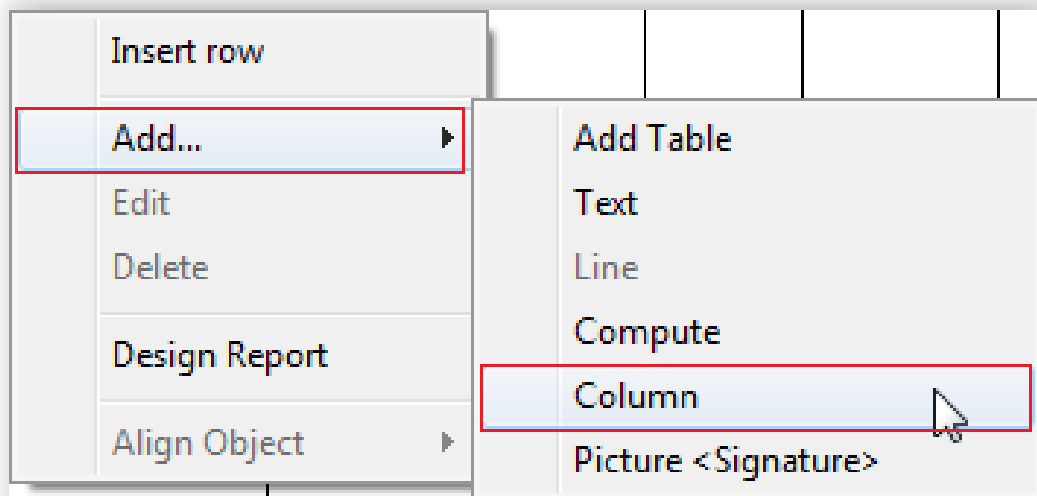 Insert row
Add...
Edit
Delete
Design Report
Align Object
Add Table
Text
Line
Compute
Column
Picture <Signature>